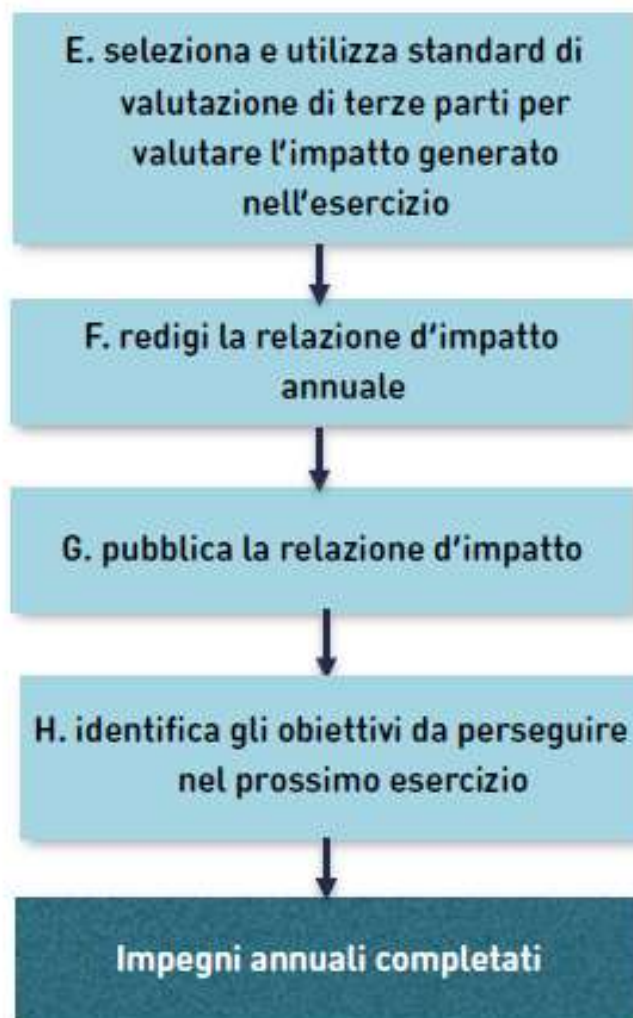 E. seleziona e utilizza standard di
valutazione di terze parti per
valutare l'impatto generato
nell'esercizio
F. redigi la relazione d'impatto
annuale
G. pubblica la relazione d'impatto
H. identifica gli obiettivi da perseguire
nel prossimo esercizio
Impegni annuali completati